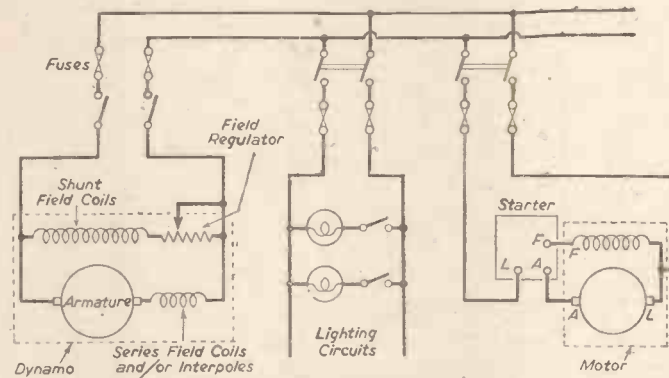 Fuses
Field
Regulator
Shunt
Field Coils
Armature
Dynamo
Series Field Coils
and/or Interpoles
Lighting
Circuits
Starter
F
L A
F
A L
Motor